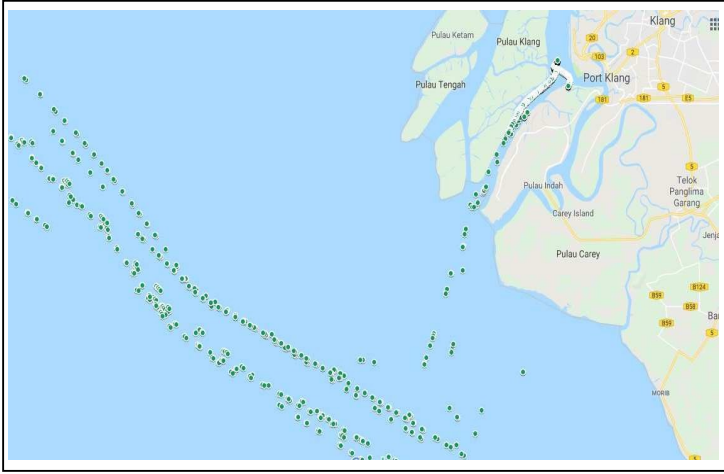 Klang
Pulau Ketam
20
Pulau Klang
2
103
Port Klang
Pulau Tengah
5
181
181
E5
5
Telok
Panglima
Garang
Pulau Indah
Carey Island
Jenja
Pulau Carey
B59
B124
B58
B59
Ba
5
5